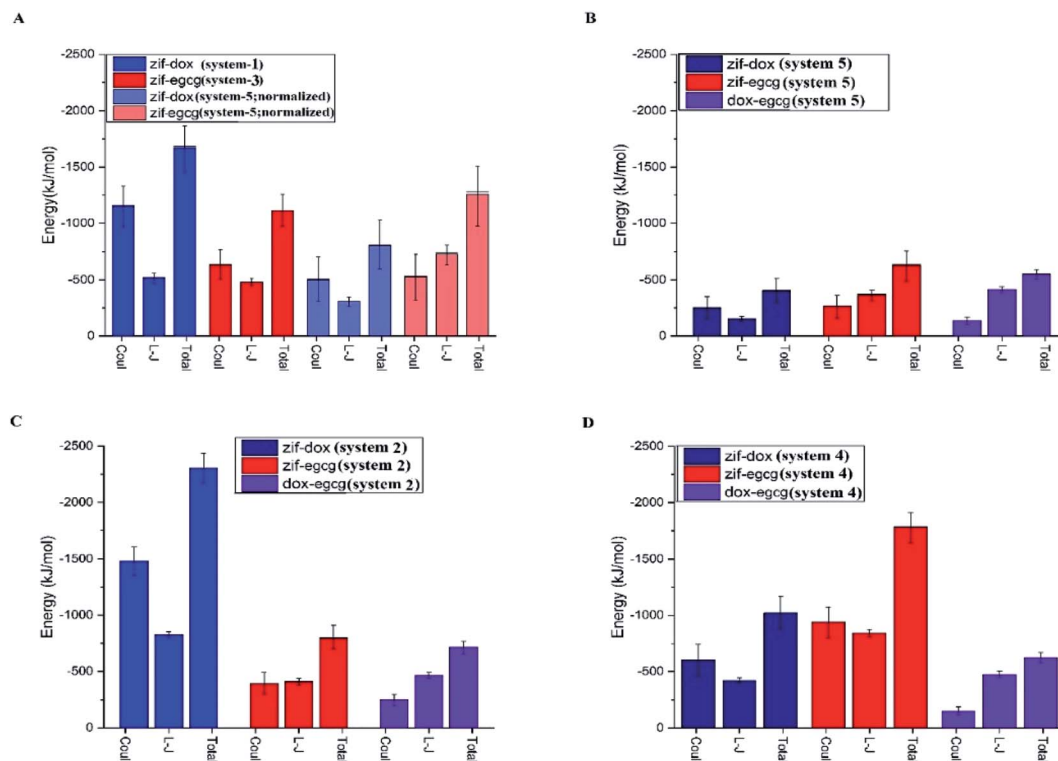 A
-2500
-2000
-1500
-1000
-500
0
Energy(kJ/mol)
zif-dox (system-1)
zif-egcg(system-3)
zif-dox(system-5;normalized)
zif-egcg(system-5;normalized)
Coul
L-J
Total
Coul
L-J
Total
Coul
L-J
Total
Coul
L-J
Total
B
-2500
-2000
-1500
-1000
-500
0
Energy (kJ/mol)
zif-dox (system 5)
zif-egcg (system 5)
dox-egcg(system 5)
Coul
L-J
Total
Coul
L-J
Total
Coul
L-J
Total
C
-2500
-2000
-1500
-1000
-500
0
Energy (kJ/mol)
zif-dox (system 2)
zif-egcg (system 2)
dox-egcg (system 2)
Coul
L-J
Total
Coul
L-J
Total
Coul
L-J
Total
D
-2500
-2000
-1500
-1000
-500
0
Energy (kJ/mol)
zif-dox (system 4)
zif-egcg (system 4)
dox-egcg(system 4)
Coul
L-J
Total
Coul
L-J
Total
Coul
L-J
Total